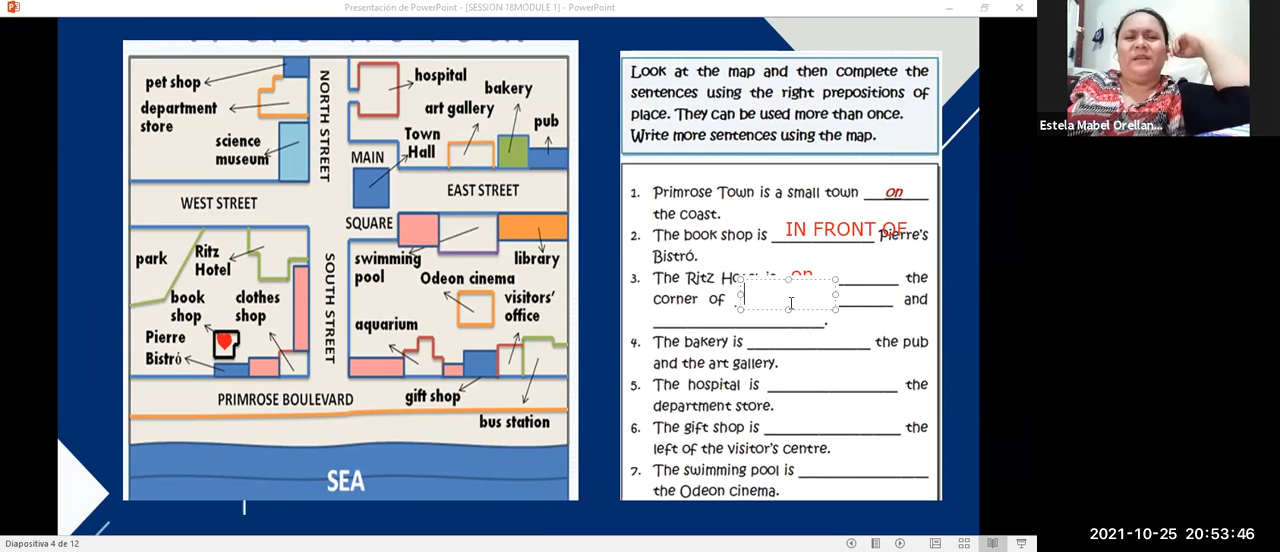 Presentación de PowerPoint - [SESSION 18MODULE 1] - PowerPoint
pet shop
department
store
science
museum
NORTH STREET
hospital
art gallery
bakery
pub
Town
Hall
MAIN
SQUARE
EAST STREET
WEST STREET
park
Ritz
Hotel
book
shop
clothes
shop
Pierre
Bistró
SOUTH STREET
swimming
pool
Odeon cinema
library
visitors'
office
aquarium
gift shop
bus station
PRIMROSE BOULEVARD
SEA
Look at the map and then complete the
sentences using the right prepositions of
place. They can be used more than once.
Write more sentences using the map.
1. Primrose Town is a small town on
the coast.
2. The book shop is IN FRONT OF Pierre's
Bistró.
3. The Ritz on the
corner of and
4. The bakery is the pub
and the art gallery.
5. The hospital is the
department store.
6. The gift shop is the
left of the visitor's centre.
7. The swimming pool is
the Odeon cinema.
Estela Mabel Orellan...
Diapositiva 4 de 12
2021-10-25 20:53:46